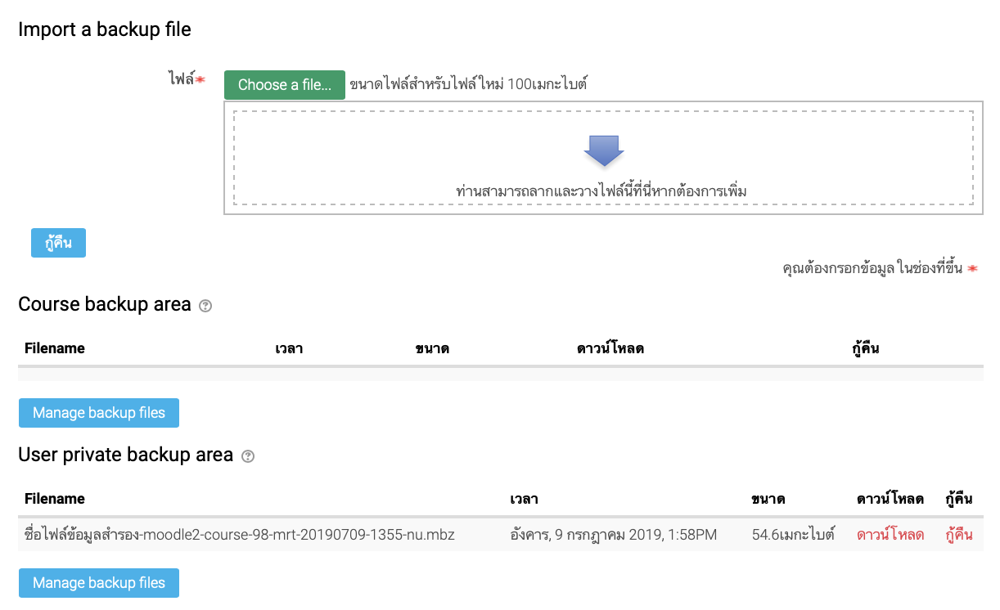 Import a backup file
ไฟล์
Choose a file... ขนาดไฟล์สำหรับไฟล์ใหม่ 100เมกะไบต์
ท่านสามารถลากและวางไฟล์นี้ที่นี่หากต้องการเพิ่ม
กู้คืน
คุณต้องกรอกข้อมูลในช่องที่ขึ้น
Course backup area
Filename เวลา ขนาด ดาวน์โหลด กู้คืน
Manage backup files
User private backup area
Filename เวลา ขนาด ดาวน์โหลด กู้คืน
ชื่อไฟล์ข้อมูลสำรอง-moodle2-course-98-mrt-20190709-1355-nu.mbz อังคาร, 9 กรกฎาคม 2019, 1:58PM 54.6เมกะไบต์ ดาวน์โหลด กู้คืน
Manage backup files